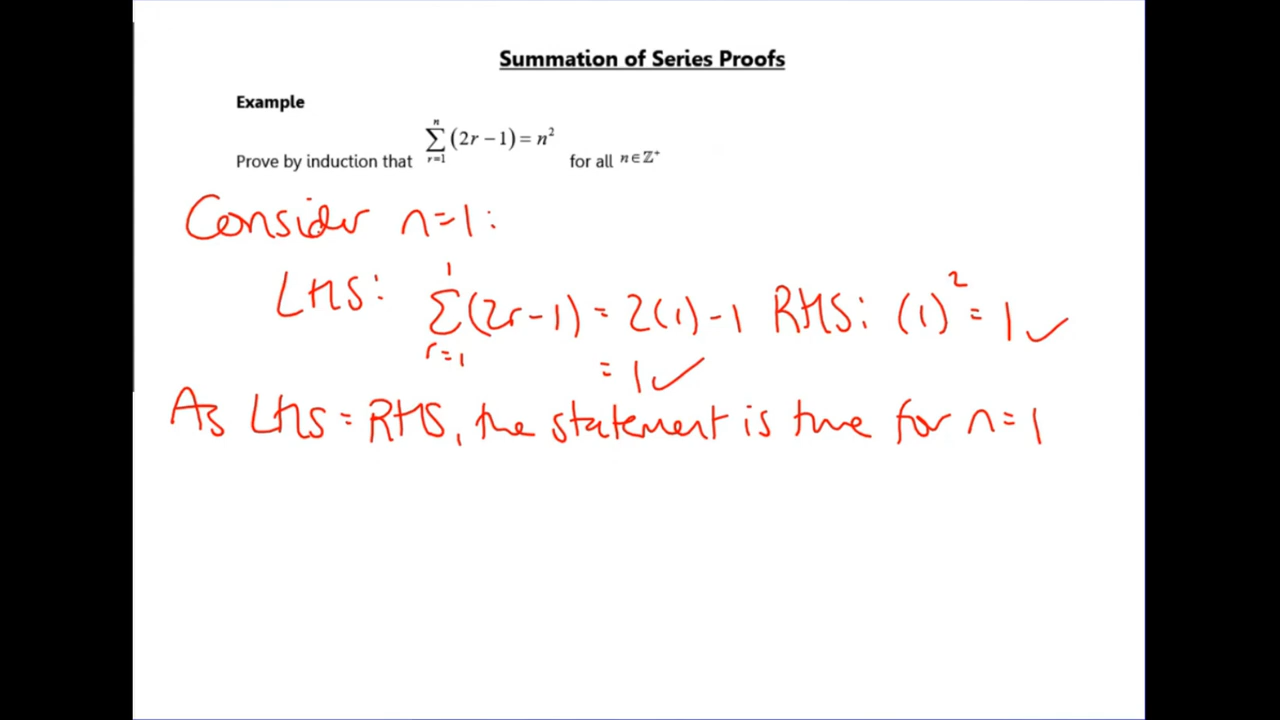 Summation of Series Proofs
Example
Prove by induction that \sum_{r=1}^{n} (2r − 1) = n² for all n ∈ ℤ⁺
Consider n=1:
LHS: \sum_{r=1}^{1} (2r-1) = 2(1)-1 RHS: (1)² = 1 ✓
= 1 ✓
As LHS = RHS, the statement is true for n=1